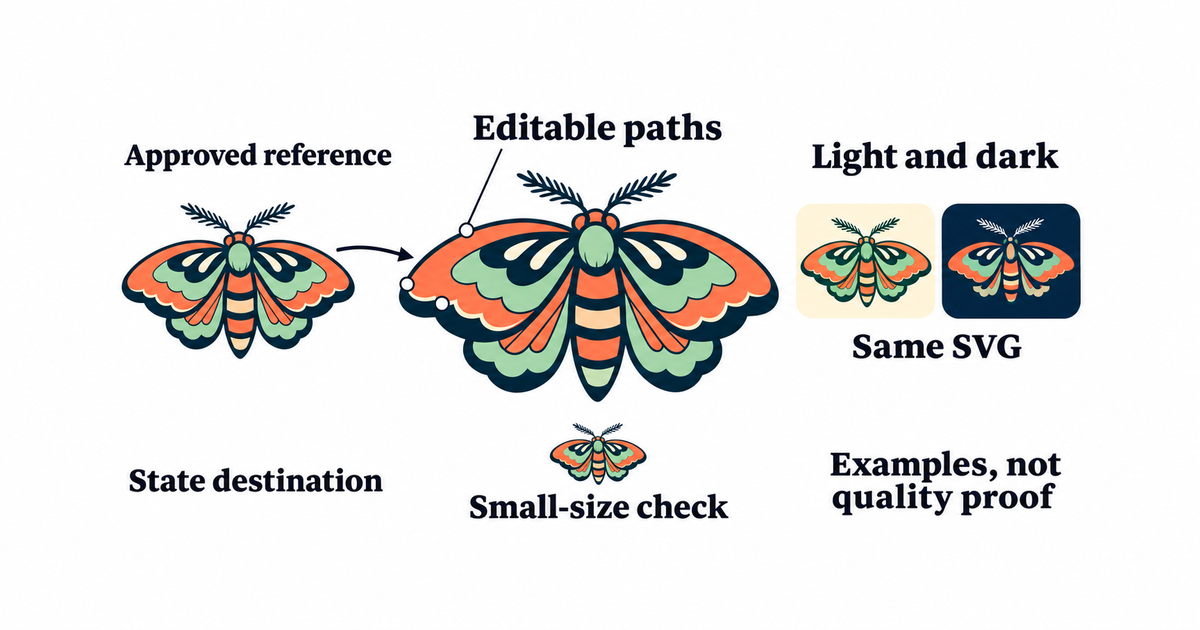 Approved reference
Editable paths
Light and dark
Same SVG
State destination
Small-size check
Examples, not
quality proof